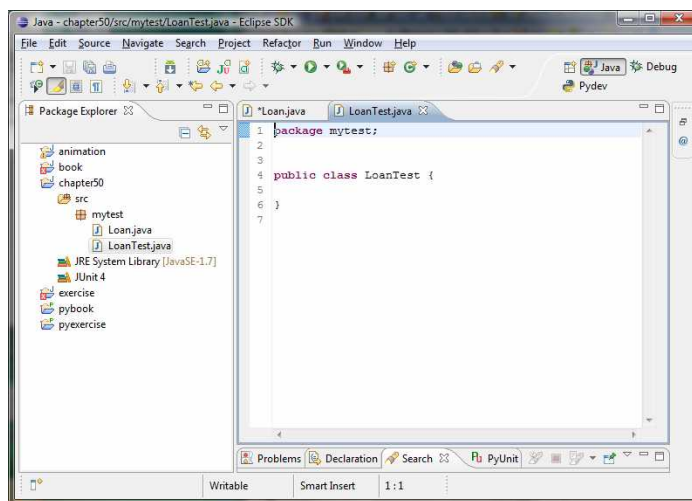 Java - chapter50/src/mytest/LoanTest.java - Eclipse SDK
File Edit Source Navigate Search Project Refactor Run Window Help
Java Debug
Pydev
Package Explorer
*Loan.java LoanTest.java
animation
book
chapter50
src
mytest
Loan.java
LoanTest.java
JRE System Library [JavaSE-1.7]
JUnit 4
exercise
pybook
pyexercise
1 package mytest;
2
3
4 public class LoanTest {
5
6 }
7
Problems Declaration Search PyUnit
Writable Smart Insert 1 : 1